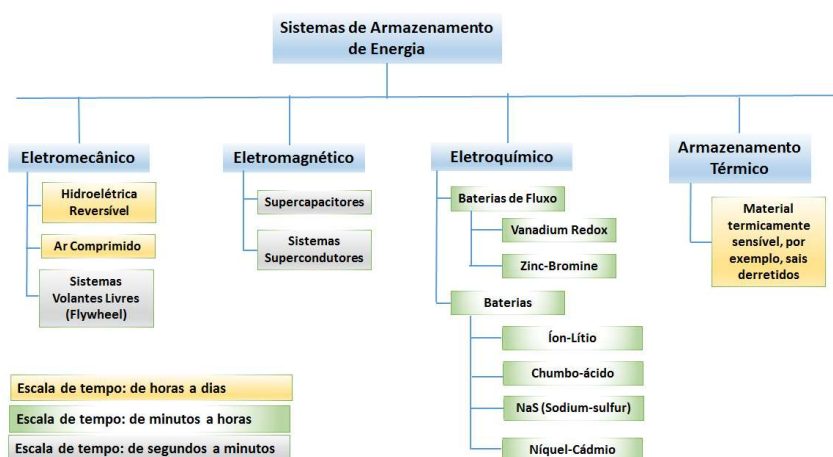 Sistemas de Armazenamento
de Energia
Eletromecânico
Hidroelétrica
Reversível
Ar Comprimido
Sistemas
Volantes Livres
(Flywheel)
Eletromagnético
Supercapacitores
Sistemas
Supercondutores
Eletroquímico
Baterias de Fluxo
Vanadium Redox
Zinc-Bromine
Baterias
Íon-Lítio
Chumbo-ácido
NaS (Sodium-sulfur)
Níquel-Cádmio
Armazenamento
Térmico
Material
termicamente
sensível, por
exemplo, sais
derretidos
Escala de tempo: de horas a dias
Escala de tempo: de minutos a horas
Escala de tempo: de segundos a minutos